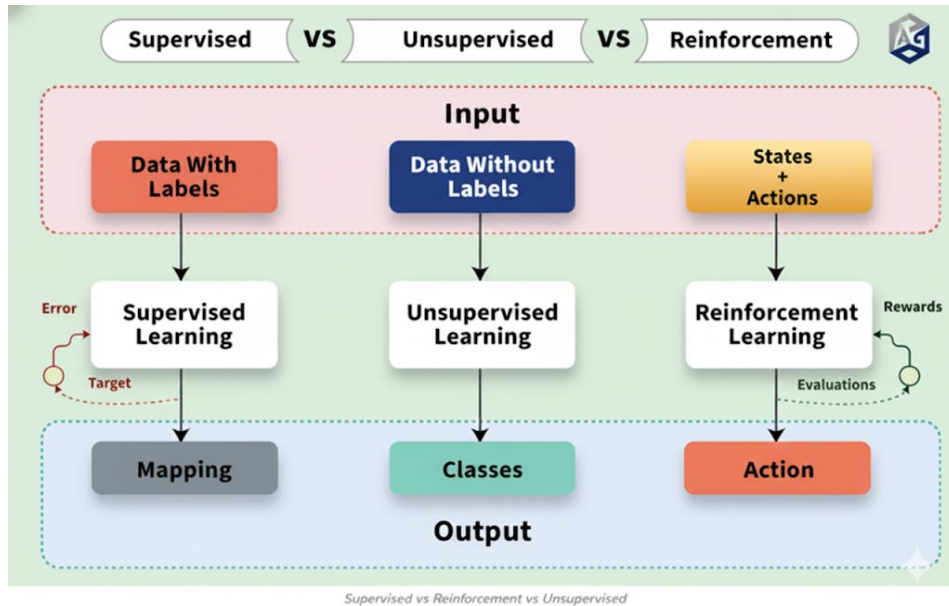 Supervised VS Unsupervised VS Reinforcement
AG
Input
Data With
Labels
Data Without
Labels
States
+
Actions
Error
Supervised
Learning
Target
Unsupervised
Learning
Reinforcement
Learning
Rewards
Evaluations
Mapping
Classes
Action
Output
Supervised vs Reinforcement vs Unsupervised